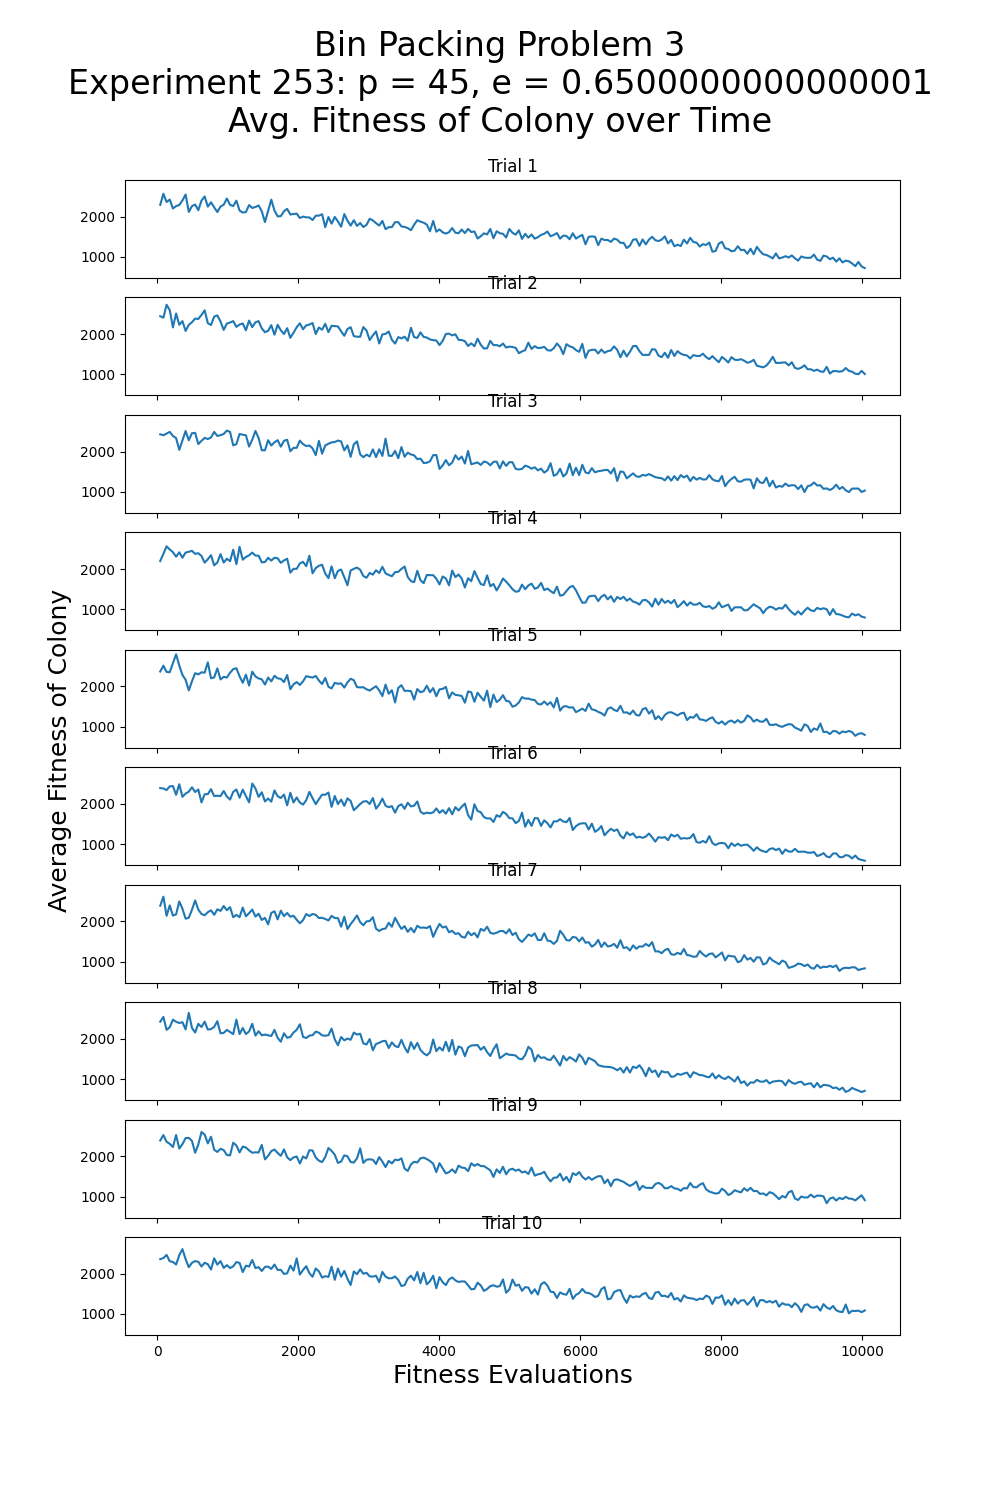 Bin Packing Problem 3
Experiment 253: p = 45, e = 0.6500000000000001
Avg. Fitness of Colony over Time
Trial 1
2000
1000
Trial 2
2000
1000
Trial 3
2000
1000
Trial 4
2000
1000
Trial 5
2000
1000
Trial 6
2000
1000
Trial 7
2000
1000
Trial 8
2000
1000
Trial 9
2000
1000
Trial 10
2000
1000
0 2000 4000 6000 8000 10000
Fitness Evaluations
Average Fitness of Colony